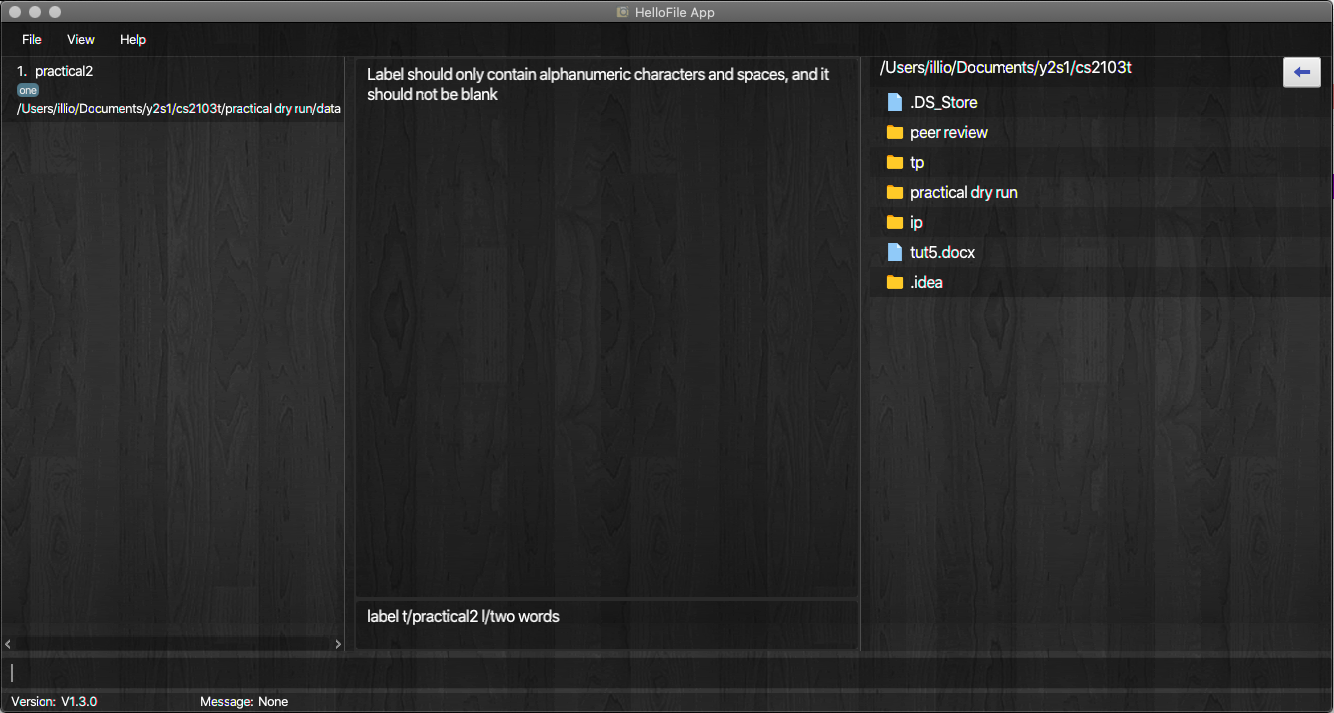 HelloFile App
File View Help
1. practical2
one
/Users/illio/Documents/y2s1/cs2103t/practical dry run/data
Label should only contain alphanumeric characters and spaces, and it
should not be blank
label t/practical2 l/two words
/Users/illio/Documents/y2s1/cs2103t
.DS_Store
peer review
tp
practical dry run
ip
tut5.docx
.idea
Version: V1.3.0
Message: None